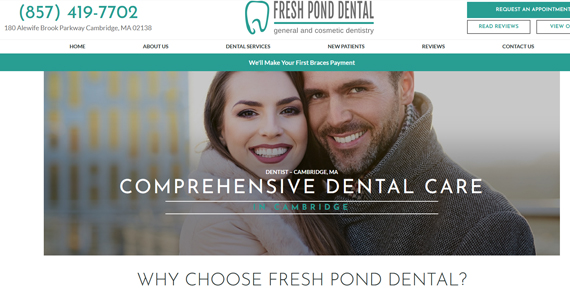 (857) 419-7702
180 Alewife Brook Parkway Cambridge, MA 02138
FRESH POND DENTAL
general and cosmetic dentistry
REQUEST AN APPOINTMENT
READ REVIEWS
HOME
ABOUT US
DENTAL SERVICES
NEW PATIENTS
REVIEWS
CONTACT US
We'll Make Your First Braces Payment
DENTIST – CAMBRIDGE, MA
COMPREHENSIVE DENTAL CARE
IN CAMBRIDGE
WHY CHOOSE FRESH POND DENTAL?